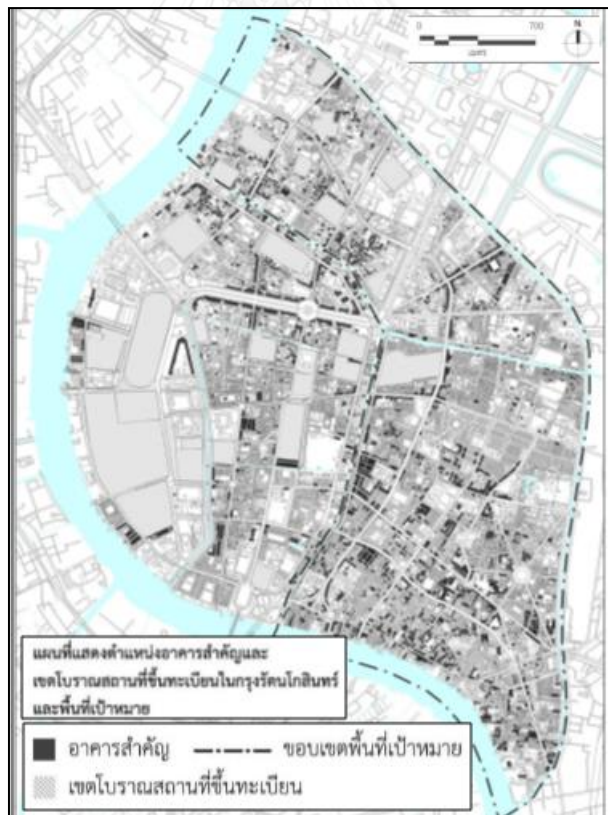 0 700 N
เมตร
แผนที่แสดงตำแหน่งอาคารสำคัญและ
เขตโบราณสถานที่ขึ้นทะเบียนในกรุงรัตนโกสินทร์
และพื้นที่เป้าหมาย
อาคารสำคัญ ขอบเขตพื้นที่เป้าหมาย
เขตโบราณสถานที่ขึ้นทะเบียน